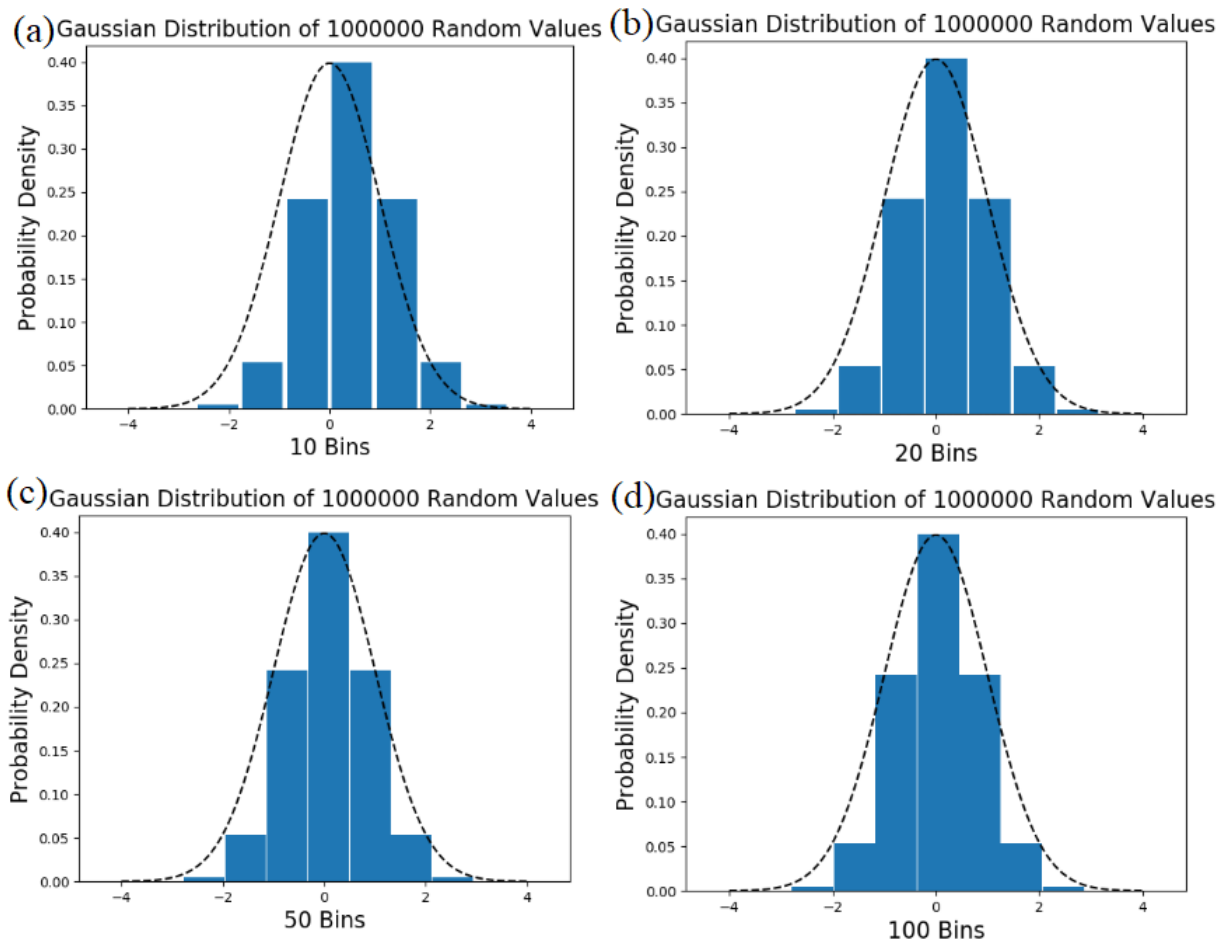 (a) Gaussian Distribution of 1000000 Random Values
Probability Density
0.40
0.35
0.30
0.25
0.20
0.15
0.10
0.05
0.00
−4 −2 0 2 4
10 Bins
(b) Gaussian Distribution of 1000000 Random Values
Probability Density
0.40
0.35
0.30
0.25
0.20
0.15
0.10
0.05
0.00
−4 −2 0 2 4
20 Bins
(c) Gaussian Distribution of 1000000 Random Values
Probability Density
0.40
0.35
0.30
0.25
0.20
0.15
0.10
0.05
0.00
−4 −2 0 2 4
50 Bins
(d) Gaussian Distribution of 1000000 Random Values
Probability Density
0.40
0.35
0.30
0.25
0.20
0.15
0.10
0.05
0.00
−4 −2 0 2 4
100 Bins